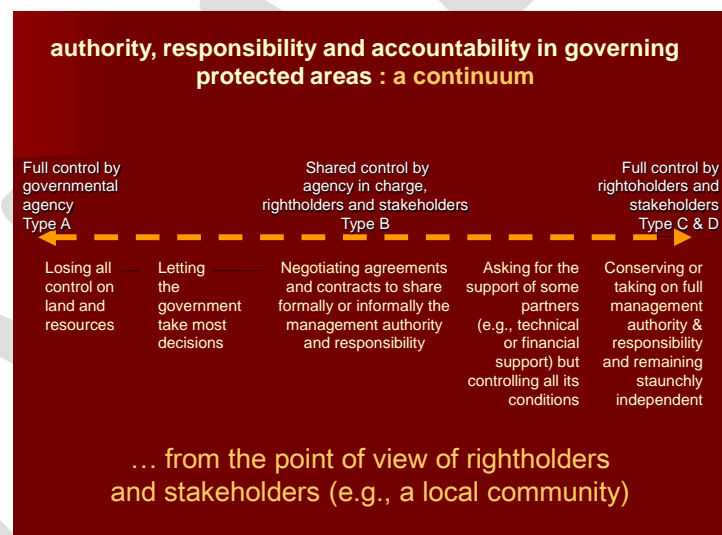 authority, responsibility and accountability in governing
protected areas : a continuum
Full control by
governmental
agency
Type A
Shared control by
agency in charge,
rightholders and stakeholders
Type B
Full control by
rightoholders and
stakeholders
Type C & D
Losing all
control on
land and
resources
Letting
the
government
take most
decisions
Negotiating agreements
and contracts to share
formally or informally the
management authority
and responsibility
Asking for the
support of some
partners
(e.g., technical
or financial
support) but
controlling all its
conditions
Conserving or
taking on full
management
authority &
responsibility
and remaining
staunchly
independent
… from the point of view of rightholders
and stakeholders (e.g., a local community)